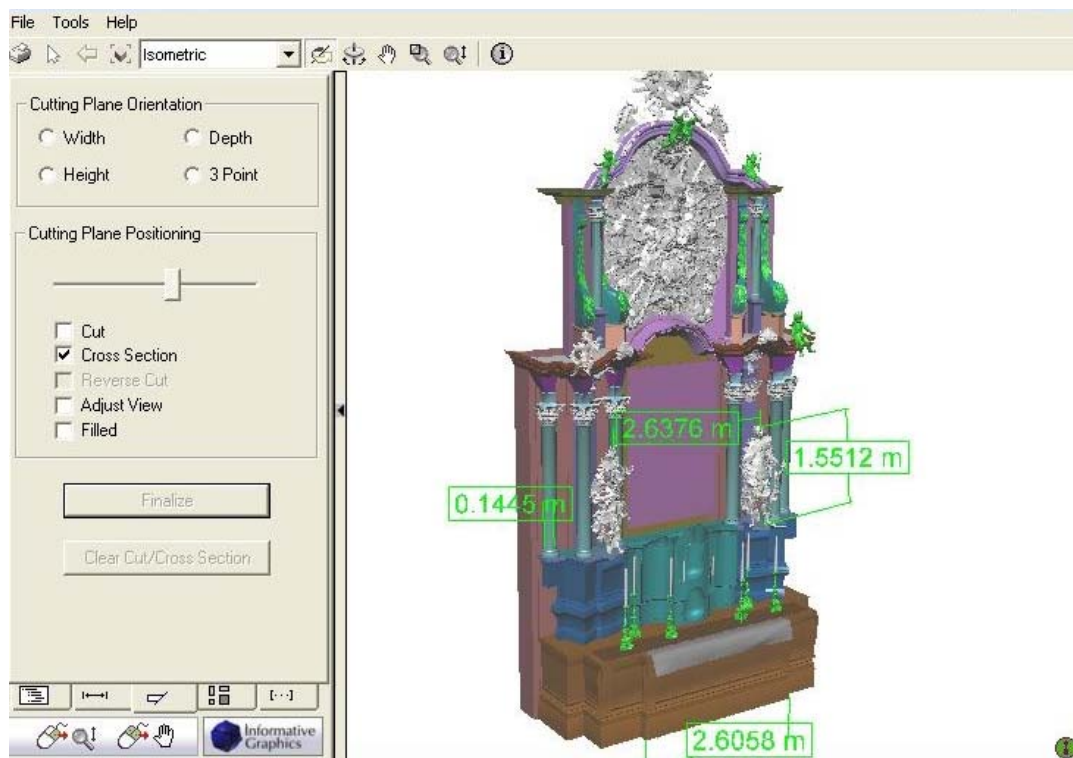 File Tools Help
Isometric
Cutting Plane Orientation
Width Depth
Height 3 Point
Cutting Plane Positioning
Cut
Cross Section
Reverse Cut
Adjust View
Filled
Finalize
Clear Cut/Cross Section
Informative
Graphics
2.6376 m
1.5512 m
0.1445 m
2.6058 m